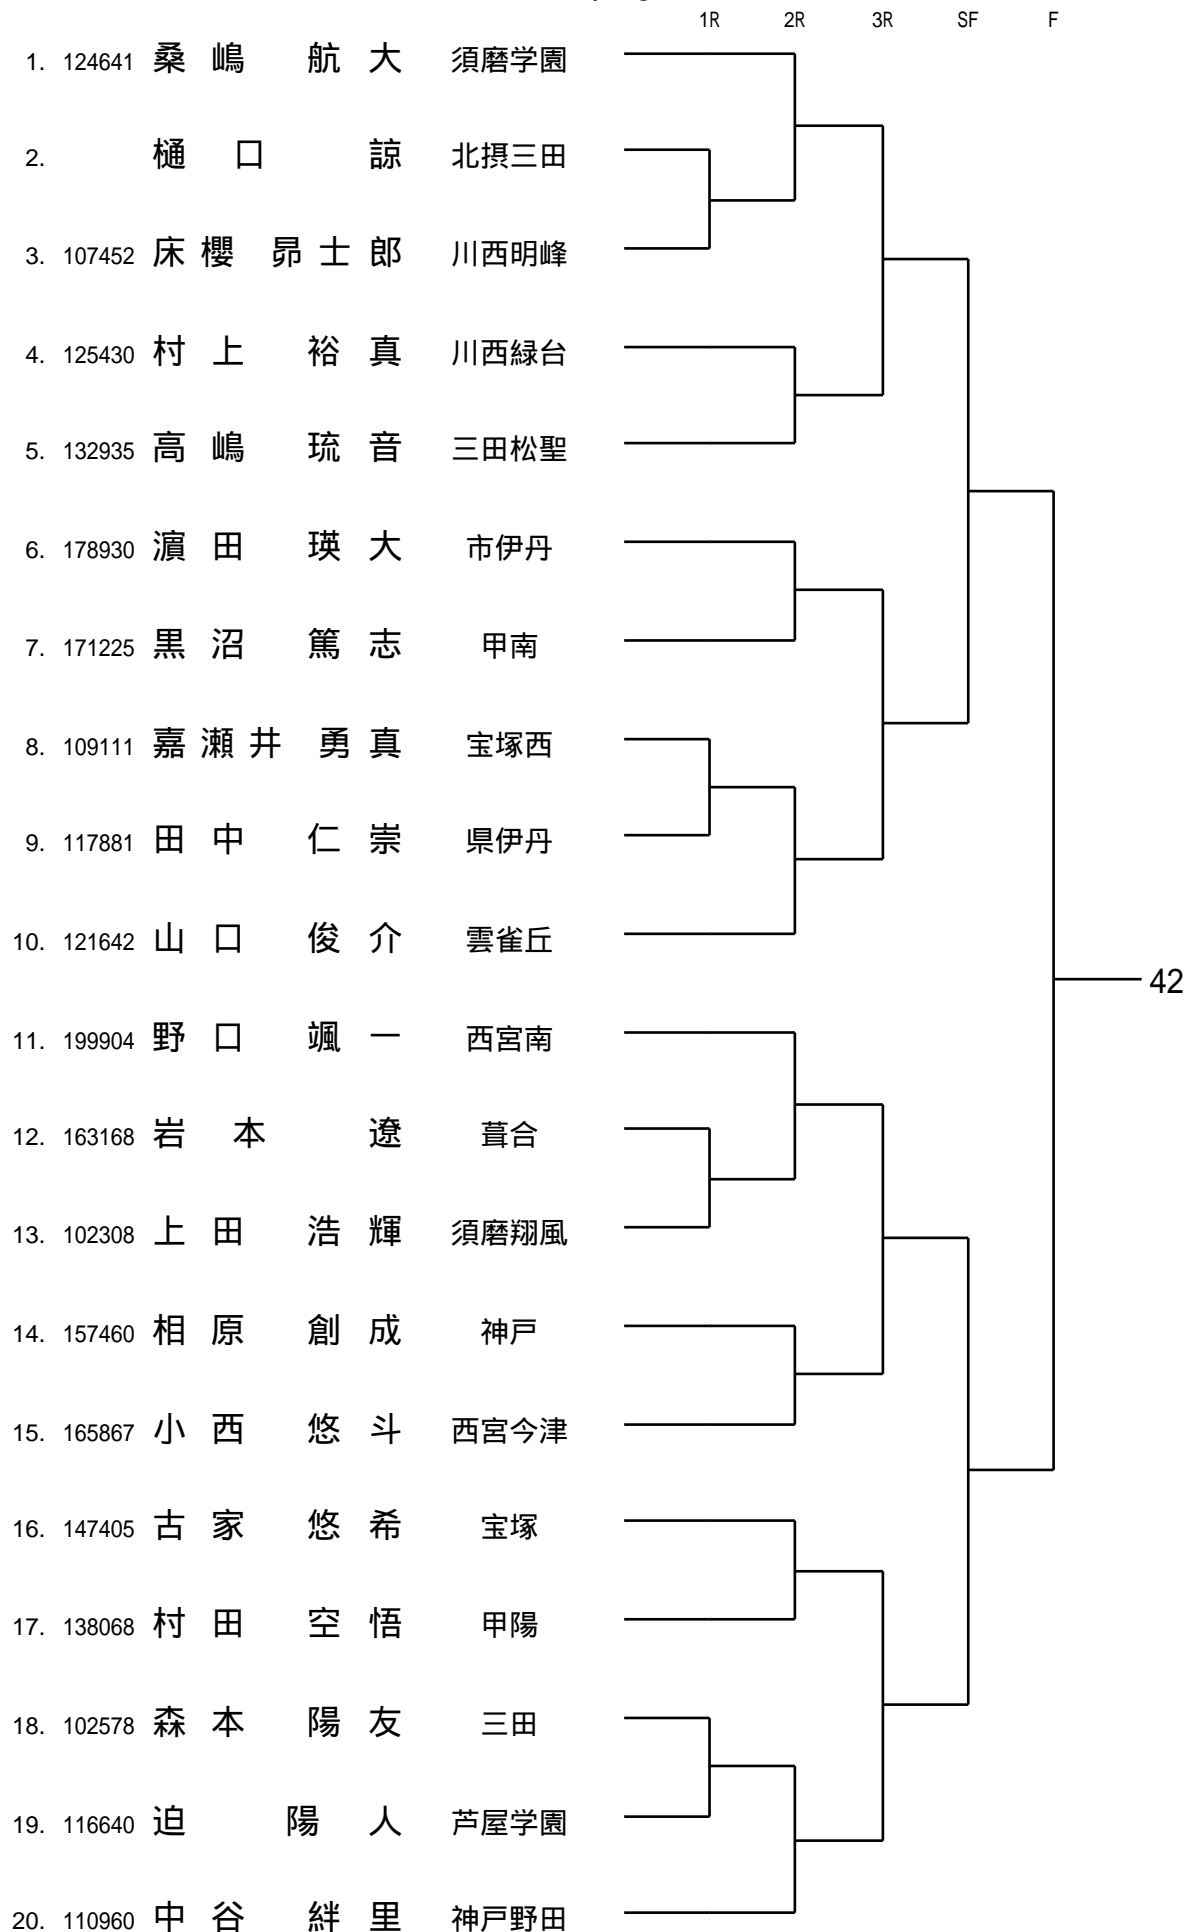 1R 2R 3R SF F
1. 124641 桑嶋 航大 須磨学園
2. 樋口 諒 北摂三田
3. 107452 床櫻 昴士郎 川西明峰
4. 125430 村上 裕真 川西緑台
5. 132935 高嶋 琉音 三田松聖
6. 178930 濵田 瑛大 市伊丹
7. 171225 黒沼 篤志 甲南
8. 109111 嘉瀬井 勇真 宝塚西
9. 117881 田中 仁崇 県伊丹
10. 121642 山口 俊介 雲雀丘
42
11. 199904 野口 颯一 西宮南
12. 163168 岩本 遼 葺合
13. 102308 上田 浩輝 須磨翔風
14. 157460 相原 創成 神戸
15. 165867 小西 悠斗 西宮今津
16. 147405 古家 悠希 宝塚
17. 138068 村田 空悟 甲陽
18. 102578 森本 陽友 三田
19. 116640 迫 陽人 芦屋学園
20. 110960 中谷 絆里 神戸野田